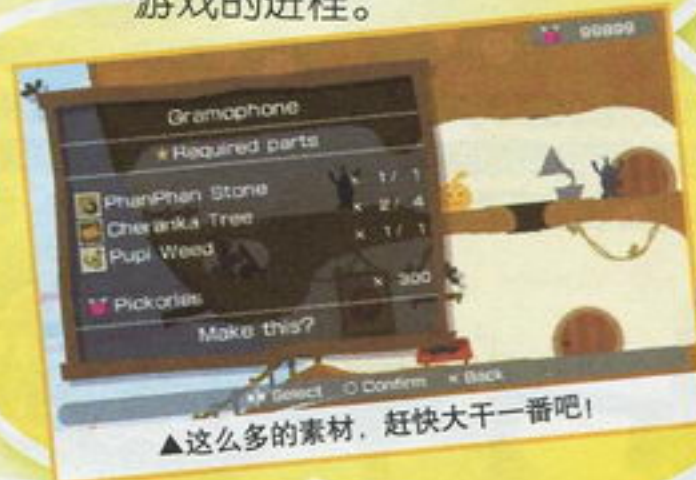 游戏的进程。
99899
Gramophone
★Required parts
PhanPhan Stone × 1/ 1
Cheranka Tree × 2/ 4
Pupi Weed × 1/ 1
Pickories × 300
Make this?
Select ○ Confirm × Back
▲这么多的素材，赶快大干一番吧！